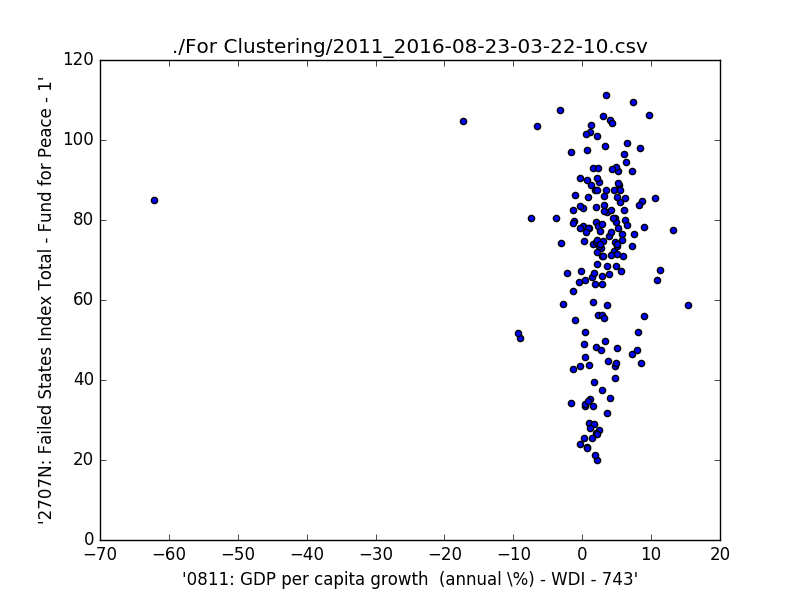 ./For Clustering/2011_2016-08-23-03-22-10.csv
120
100
80
60
40
20
0
'2707N: Failed States Index Total - Fund for Peace - 1'
−70 −60 −50 −40 −30 −20 −10 0 10 20
'0811: GDP per capita growth  (annual \%) - WDI - 743'